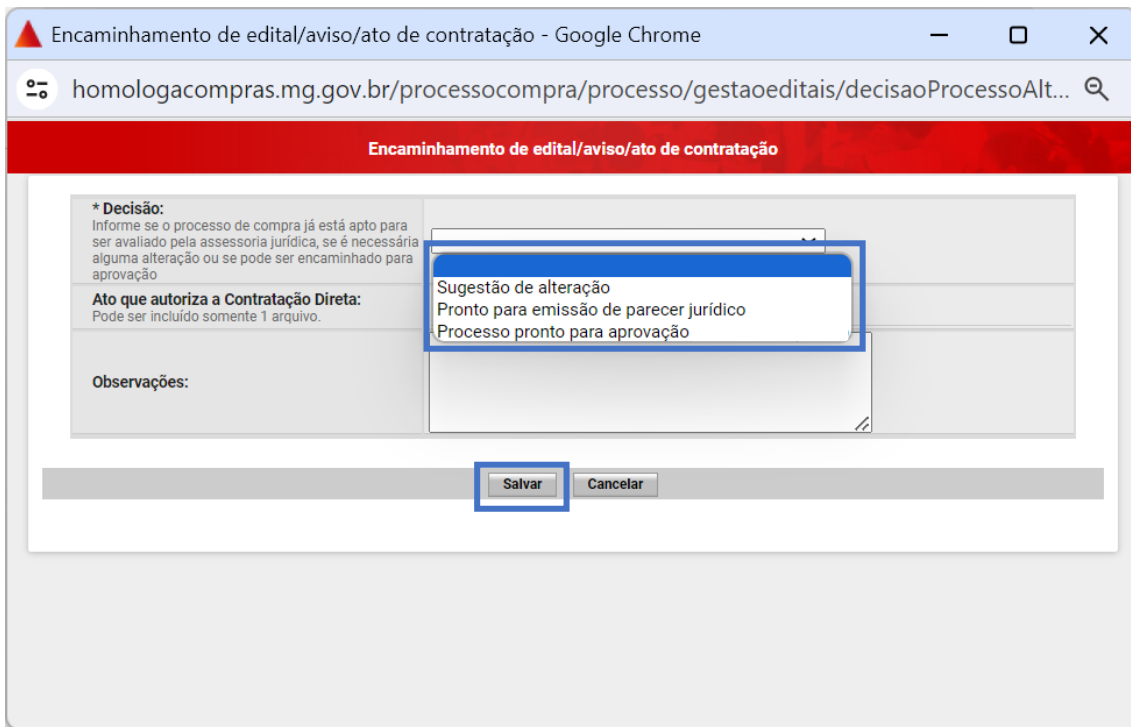 Encaminhamento de edital/aviso/ato de contratação - Google Chrome
homologacompras.mg.gov.br/processocompra/processo/gestaoeditais/decisaoProcessoAlt...
Encaminhamento de edital/aviso/ato de contratação
* Decisão:
Informe se o processo de compra já está apto para
ser avaliado pela assessoria jurídica, se é necessária
alguma alteração ou se pode ser encaminhado para
aprovação
Sugestão de alteração
Pronto para emissão de parecer jurídico
Processo pronto para aprovação
Ato que autoriza a Contratação Direta:
Pode ser incluído somente 1 arquivo.
Observações:
Salvar
Cancelar